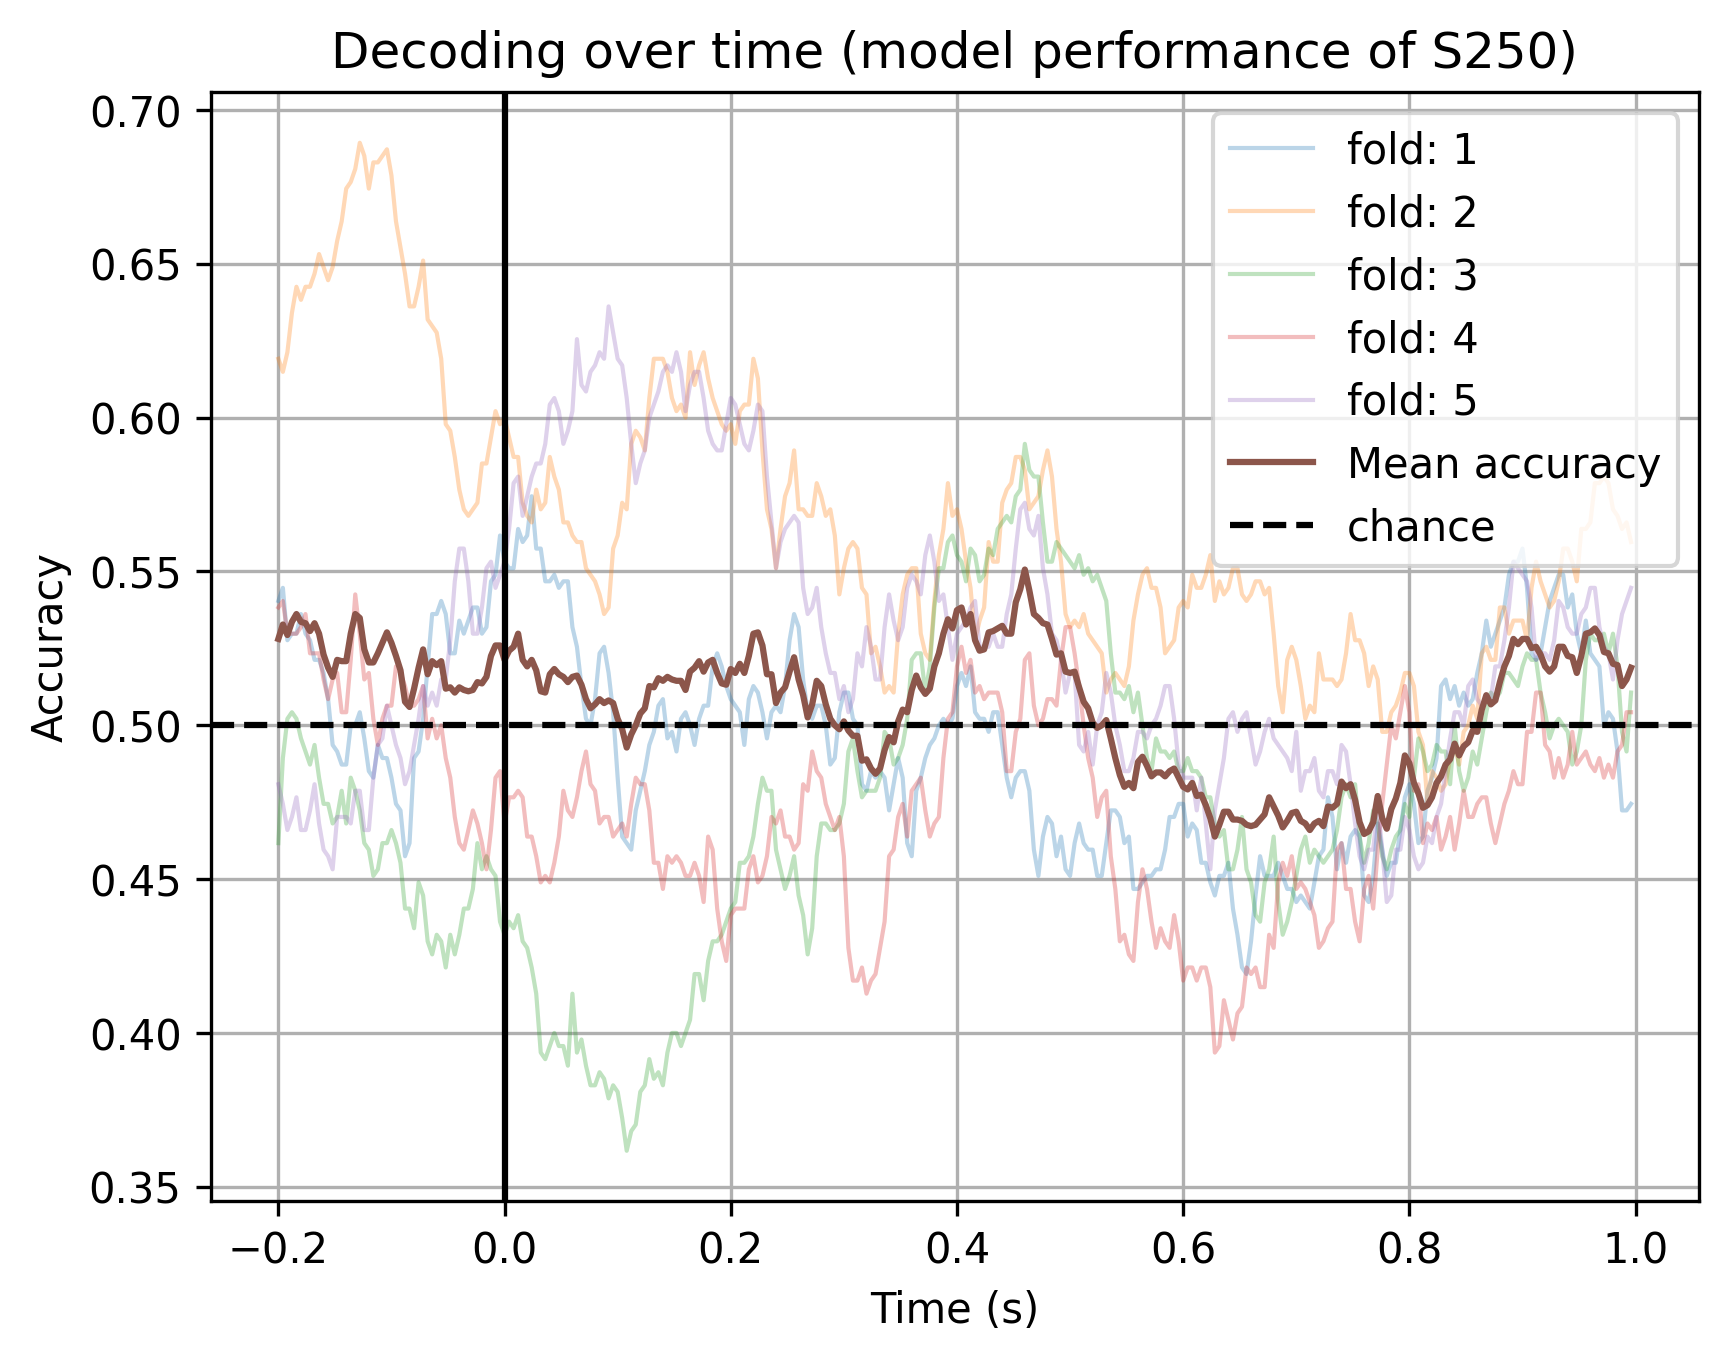 Decoding over time (model performance of S250)
0.70
0.65
0.60
0.55
0.50
0.45
0.40
0.35
Accuracy
fold: 1
fold: 2
fold: 3
fold: 4
fold: 5
Mean accuracy
chance
−0.2 0.0 0.2 0.4 0.6 0.8 1.0
Time (s)